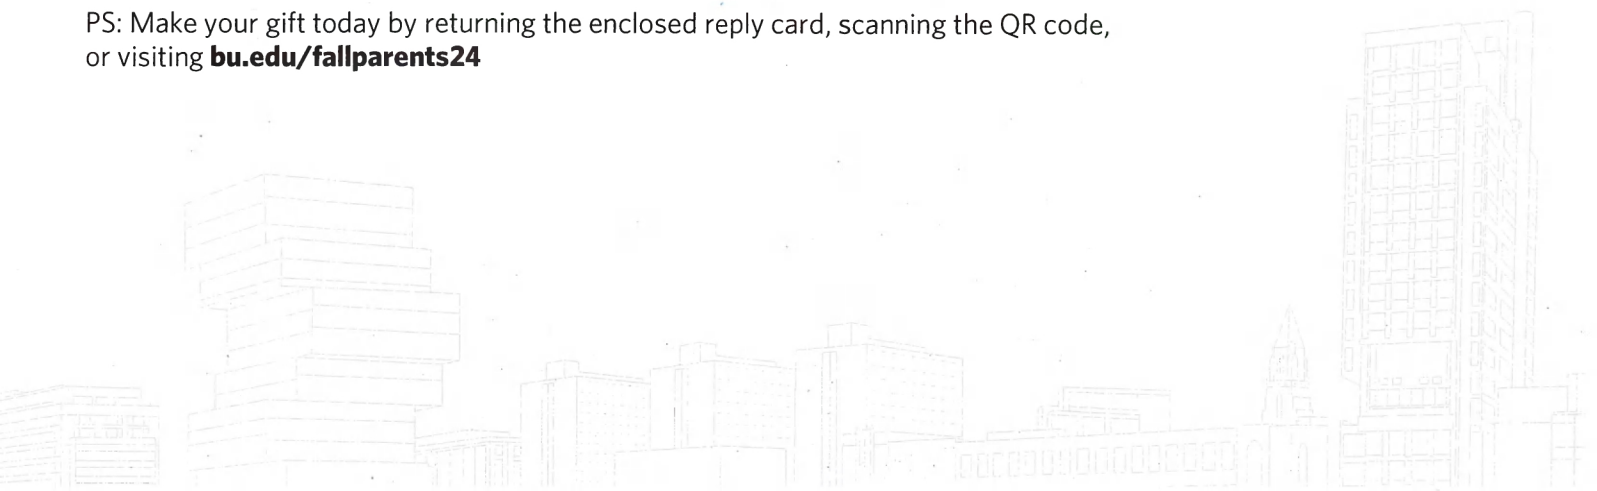 PS: Make your gift today by returning the enclosed reply card, scanning the QR code,
or visiting bu.edu/fallparents24